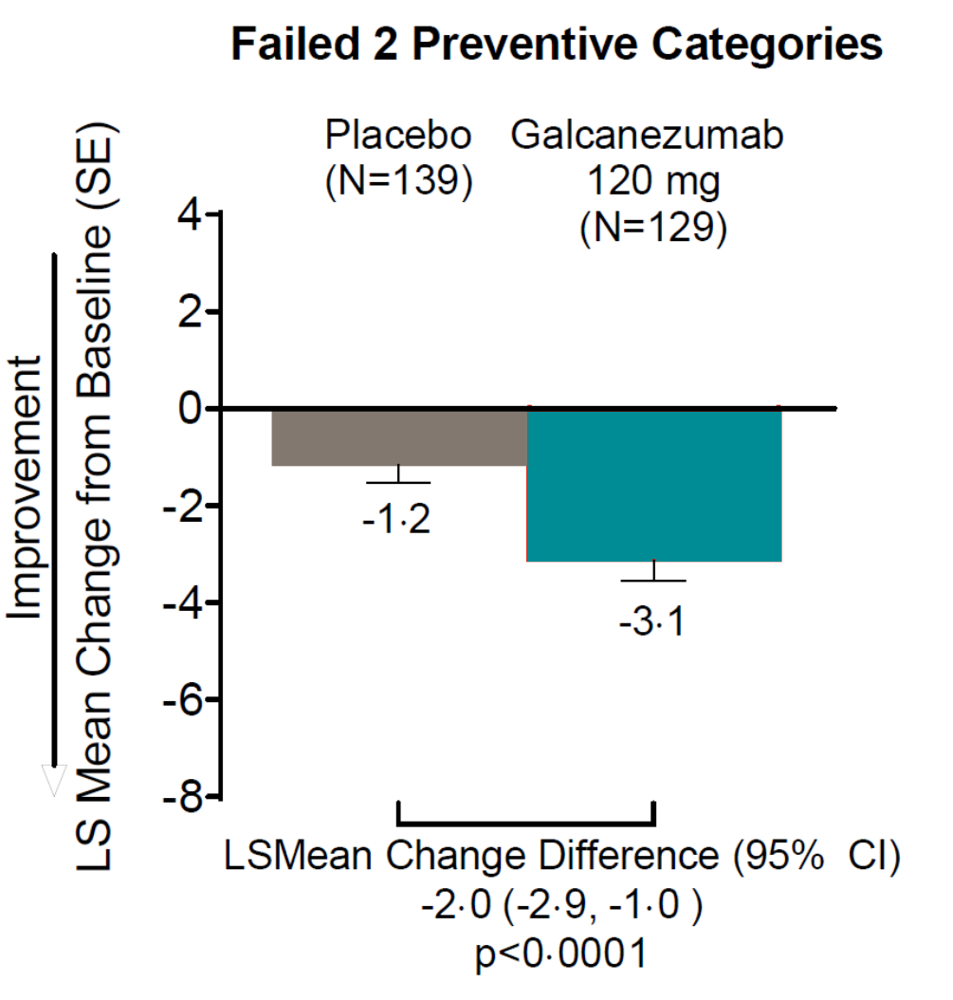 Failed 2 Preventive Categories
Placebo
(N=139)
Galcanezumab
120 mg
(N=129)
Improvement
LS Mean Change from Baseline (SE)
4
2
0
-2
-4
-6
-8
-1·2
-3·1
LSMean Change Difference (95%  CI)
-2·0 (-2·9, -1·0 )
p<0·0001